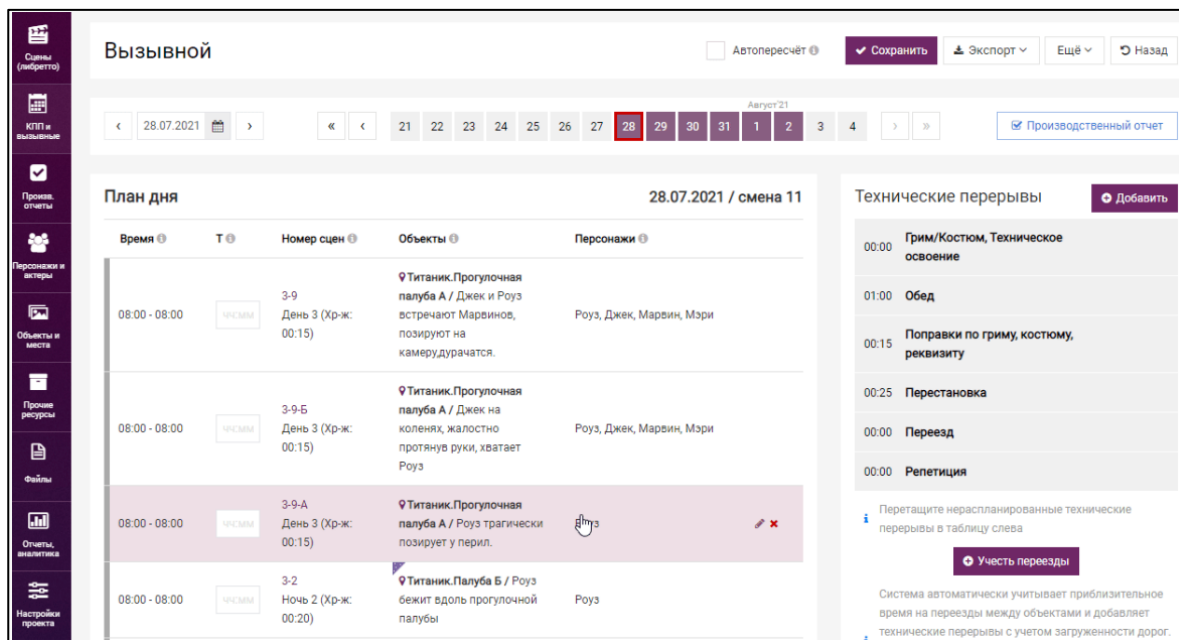 Сцены
(либретто)
КПП и
вызывные
Произв.
отчеты
Персонажи и
актеры
Объекты и
места
Прочие
ресурсы
Файлы
Отчеты,
аналитика
Настройки
проекта
Вызывной
Автопересчёт
Сохранить
Экспорт
Ещё
Назад
28.07.2021
Август'21
21 22 23 24 25 26 27 28 29 30 31 1 2 3 4
Производственный отчет
План дня
28.07.2021 / смена 11
Время Т Номер сцен Объекты Персонажи
08:00 - 08:00
ЧЧ:ММ
3-9
День 3 (Хр-ж:
00:15)
Титаник.Прогулочная
палуба А / Джек и Роуз
встречают Марвинов,
позируют на
камеру,дурачатся.
Роуз, Джек, Марвин, Мэри
08:00 - 08:00
ЧЧ:ММ
3-9-Б
День 3 (Хр-ж:
00:15)
Титаник.Прогулочная
палуба А / Джек на
коленях, жалостно
протянув руки, хватает
Роуз
Роуз, Джек, Марвин, Мэри
08:00 - 08:00
ЧЧ:ММ
3-9-А
День 3 (Хр-ж:
00:15)
Титаник.Прогулочная
палуба А / Роуз трагически
позирует у перил.
08:00 - 08:00
ЧЧ:ММ
3-2
Ночь 2 (Хр-ж:
00:20)
Титаник.Палуба Б / Роуз
бежит вдоль прогулочной
палубы
Роуз
Технические перерывы
Добавить
00:00 Грим/Костюм, Техническое
освоение
01:00 Обед
00:15 Поправки по гриму, костюму,
реквизиту
00:25 Перестановка
00:00 Переезд
00:00 Репетиция
Перетащите нераспланированные технические
перерывы в таблицу слева
Учесть переезды
Система автоматически учитывает приблизительное
время на переезды между объектами и добавляет
технические перерывы с учетом загруженности дорог.